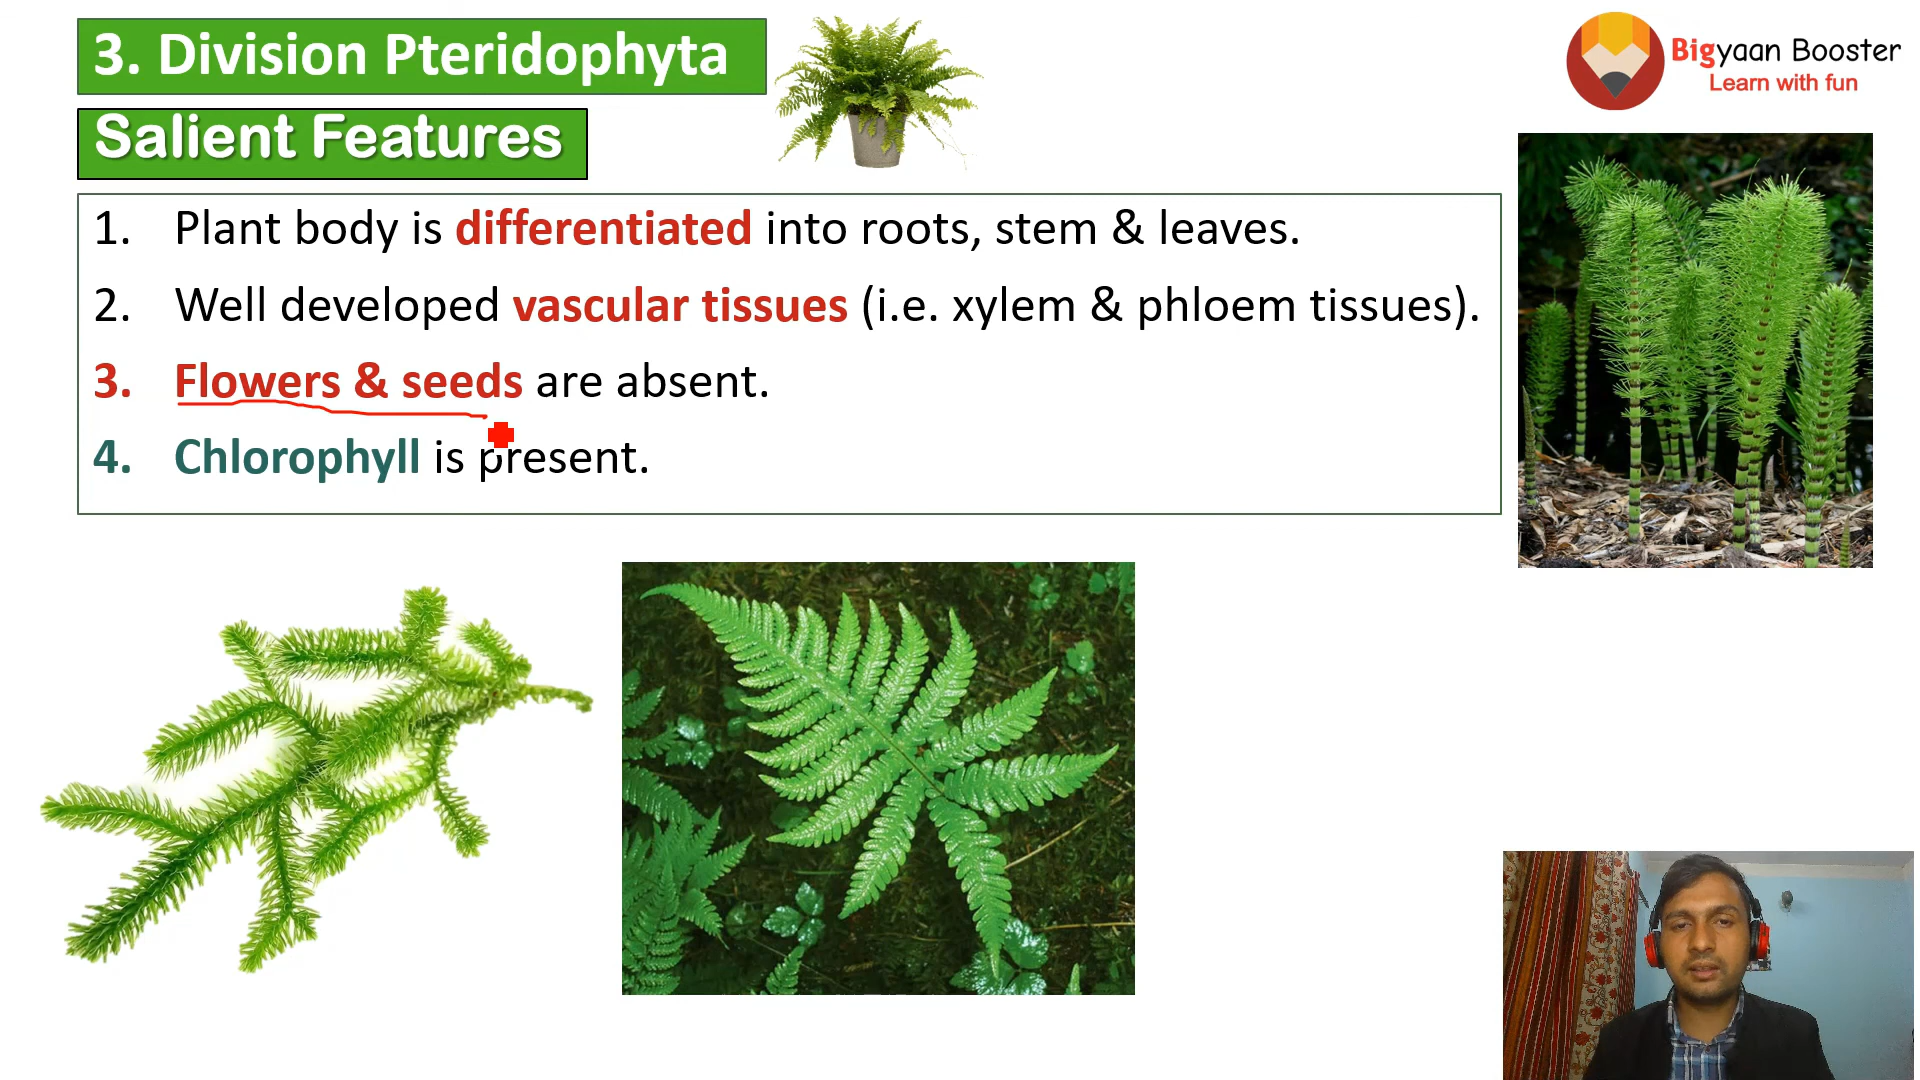 3. Division Pteridophyta
Bigyaan Booster
Learn with fun
Salient Features
1. Plant body is differentiated into roots, stem & leaves.
2. Well developed vascular tissues (i.e. xylem & phloem tissues).
3. Flowers & seeds are absent.
4. Chlorophyll is present.